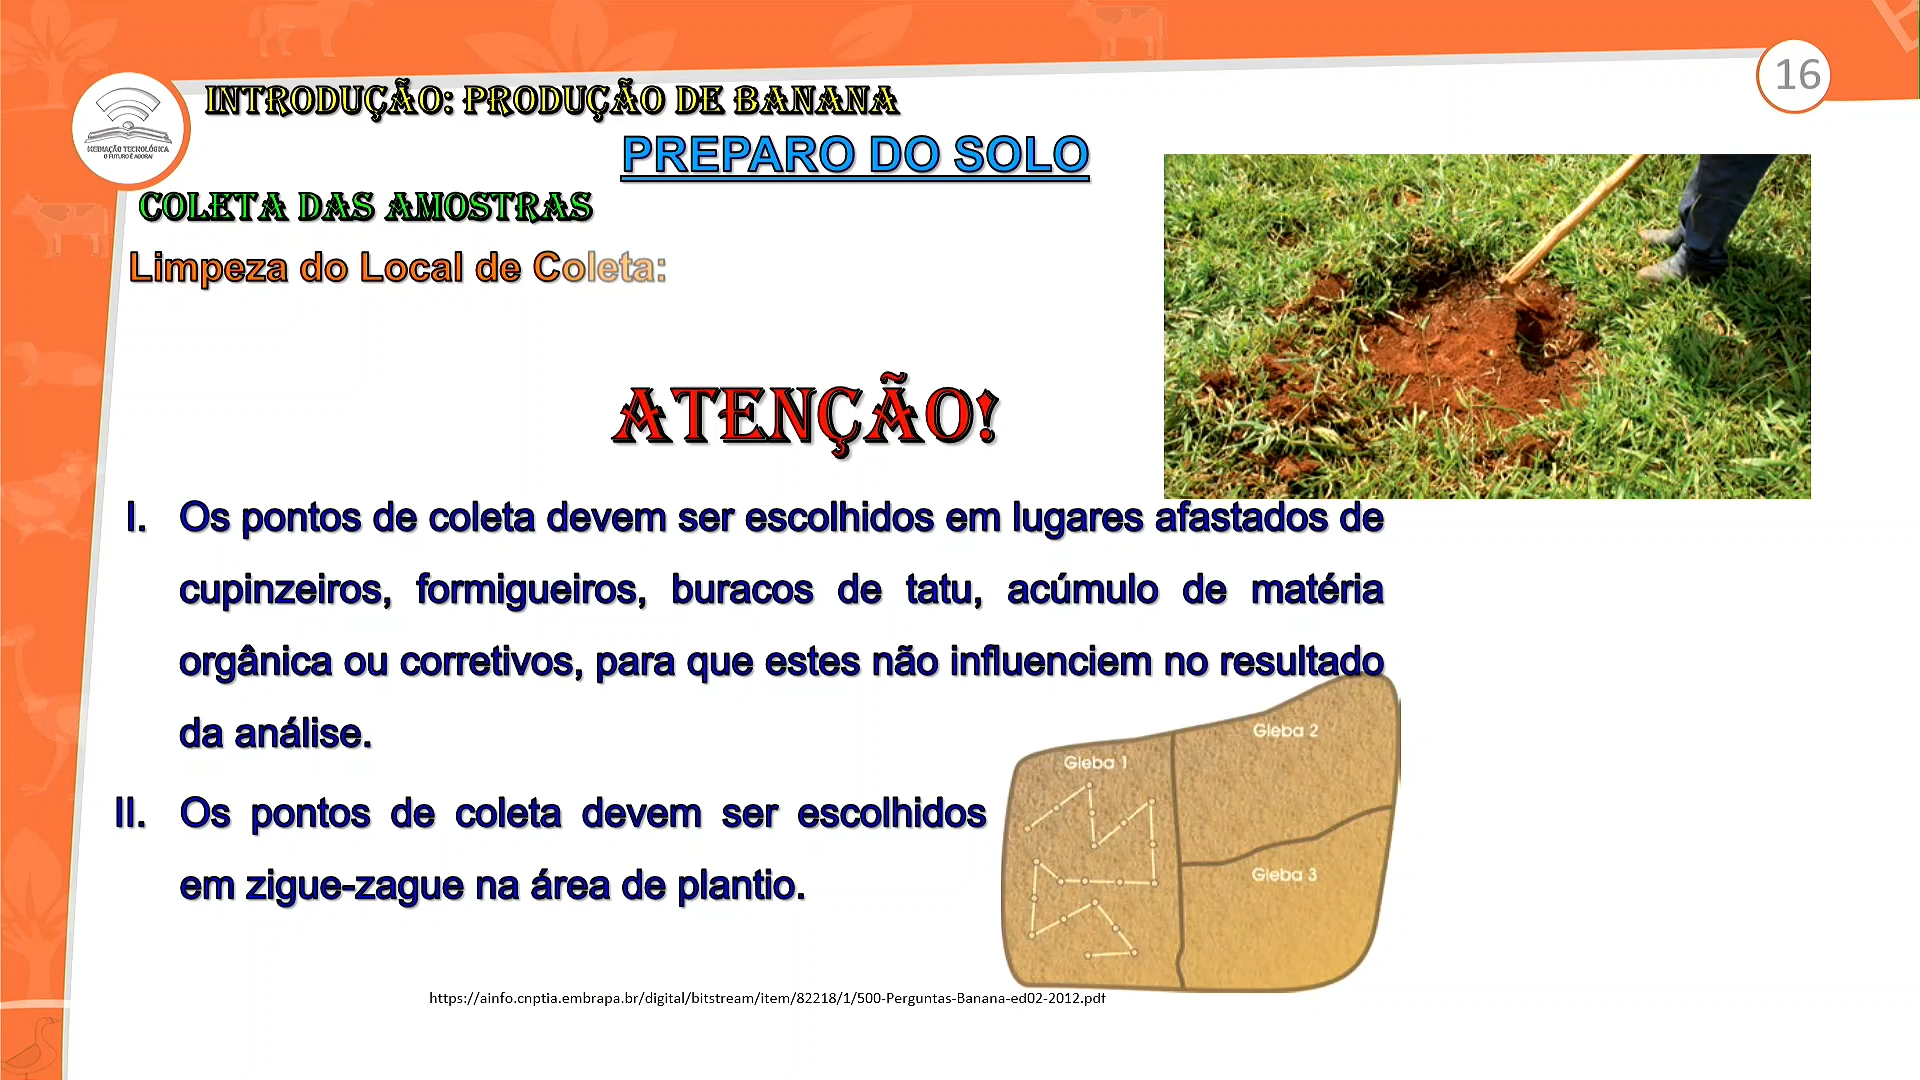 16
INTRODUÇÃO: PRODUÇÃO DE BANANA
MEDIAÇÃO TECNOLÓGICA
O FUTURO É AGORA!
PREPARO DO SOLO
COLETA DAS AMOSTRAS
Limpeza do Local de Coleta:
ATENÇÃO!
I. Os pontos de coleta devem ser escolhidos em lugares afastados de
cupinzeiros, formigueiros, buracos de tatu, acúmulo de matéria
orgânica ou corretivos, para que estes não influenciem no resultado
da análise.
II. Os pontos de coleta devem ser escolhidos
em zigue-zague na área de plantio.
Gleba 1
Gleba 2
Gleba 3
https://ainfo.cnptia.embrapa.br/digital/bitstream/item/82218/1/500-Perguntas-Banana-ed02-2012.pdf